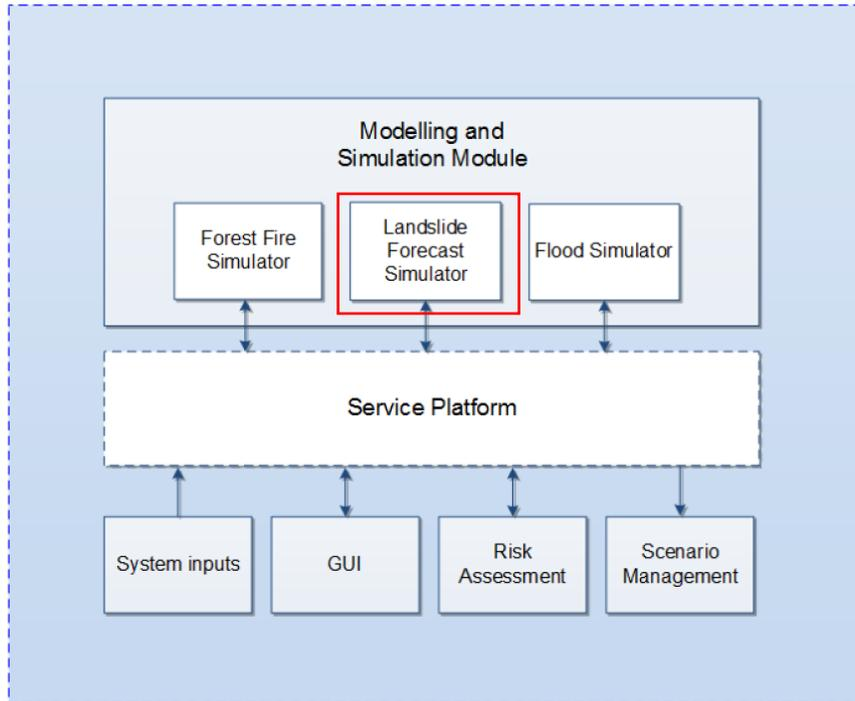 Modelling and
Simulation Module
Forest Fire
Simulator
Landslide
Forecast
Simulator
Flood Simulator
Service Platform
System inputs
GUI
Risk
Assessment
Scenario
Management